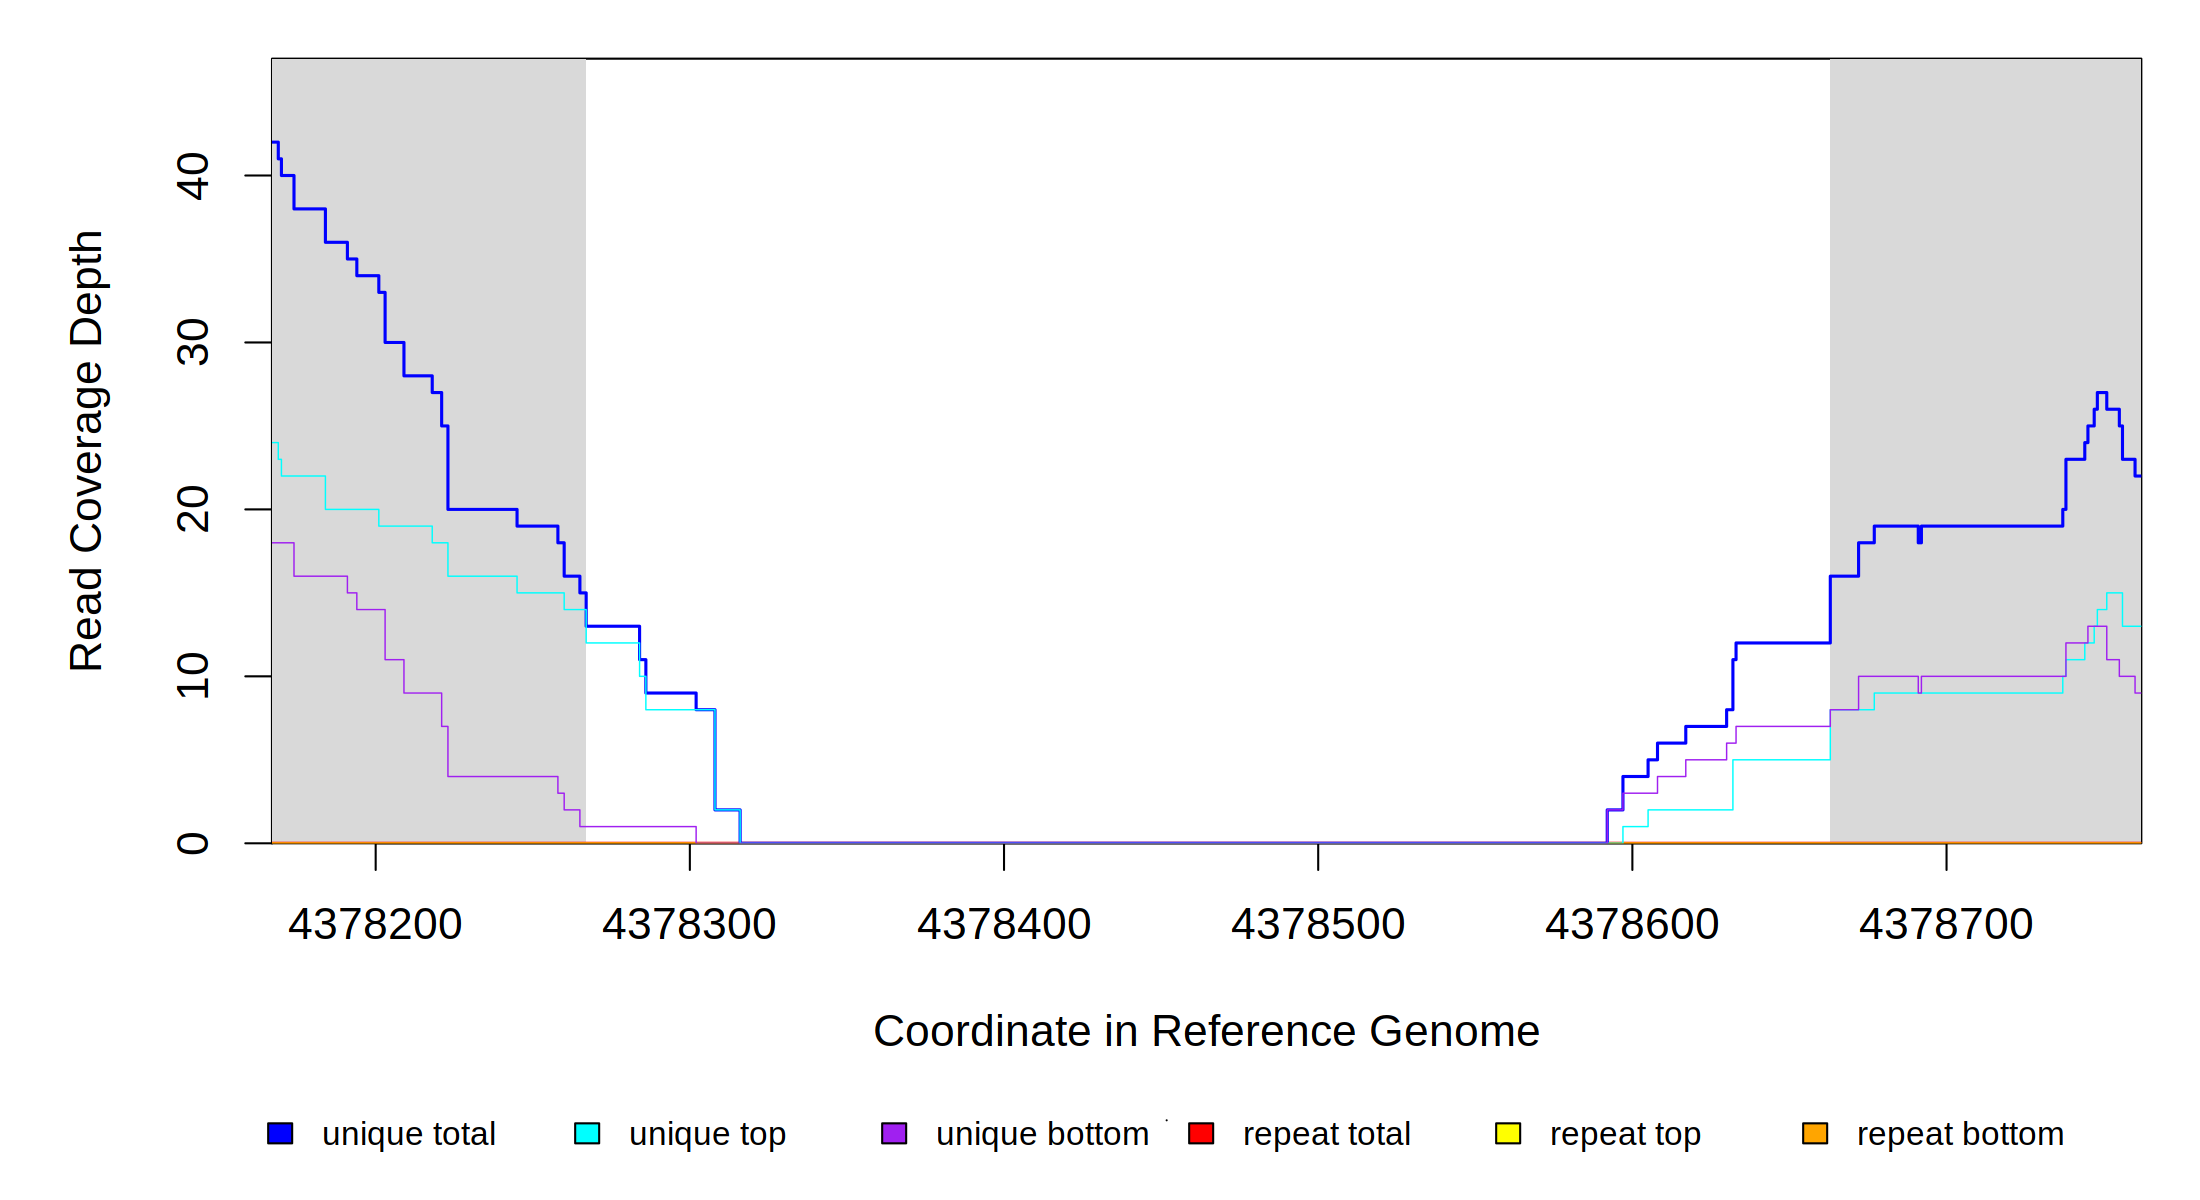 Read Coverage Depth
40
30
20
10
0
4378200 4378300 4378400 4378500 4378600 4378700
Coordinate in Reference Genome
unique total unique top unique bottom repeat total repeat top repeat bottom